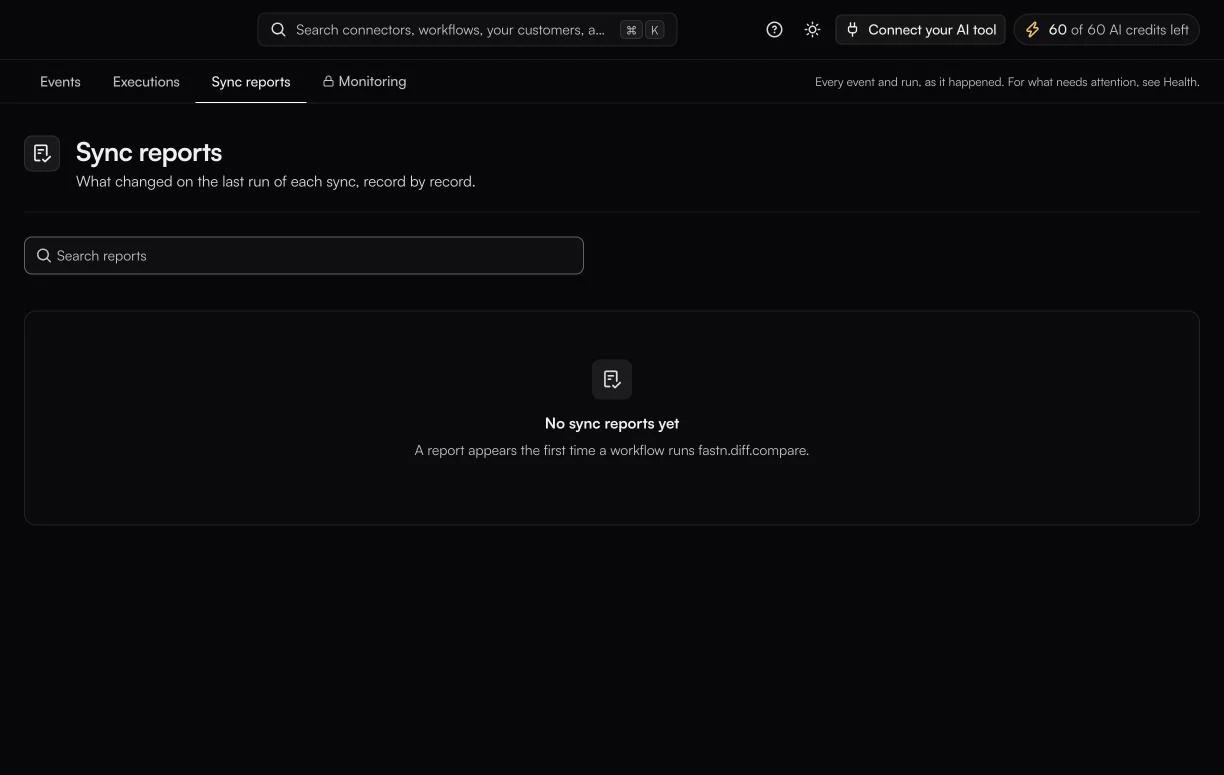 Search connectors, workflows, your customers, a... ⌘ K
Connect your AI tool
60 of 60 AI credits left
Events
Executions
Sync reports
Monitoring
Every event and run, as it happened. For what needs attention, see Health.
Sync reports
What changed on the last run of each sync, record by record.
Search reports
No sync reports yet
A report appears the first time a workflow runs fastn.diff.compare.